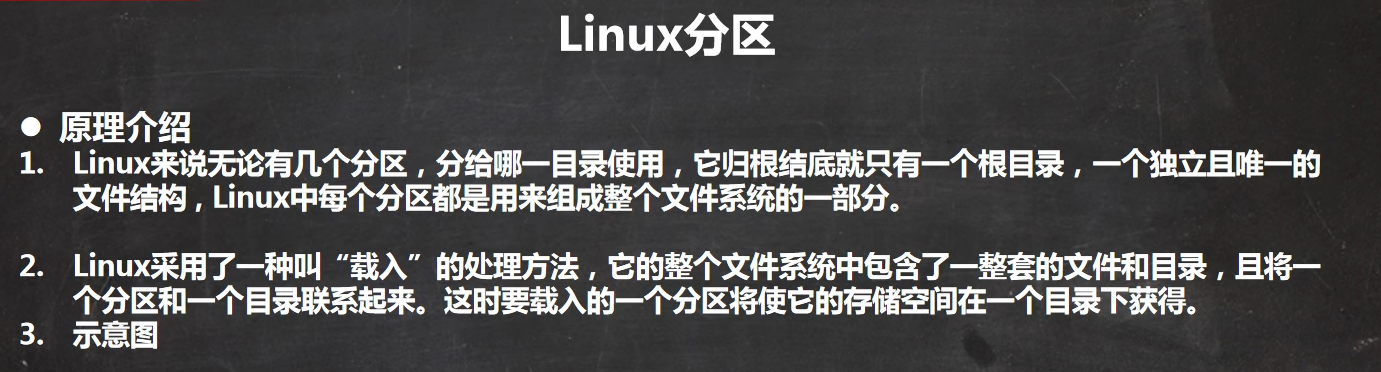 Linux分区
● 原理介绍
1. Linux来说无论有几个分区，分给哪一目录使用，它归根结底就只有一个根目录，一个独立且唯一的
文件结构，Linux中每个分区都是用来组成整个文件系统的一部分。
2. Linux采用了一种叫“载入”的处理方法，它的整个文件系统中包含了一整套的文件和目录，且将一
个分区和一个目录联系起来。这时要载入的一个分区将使它的存储空间在一个目录下获得。
3. 示意图